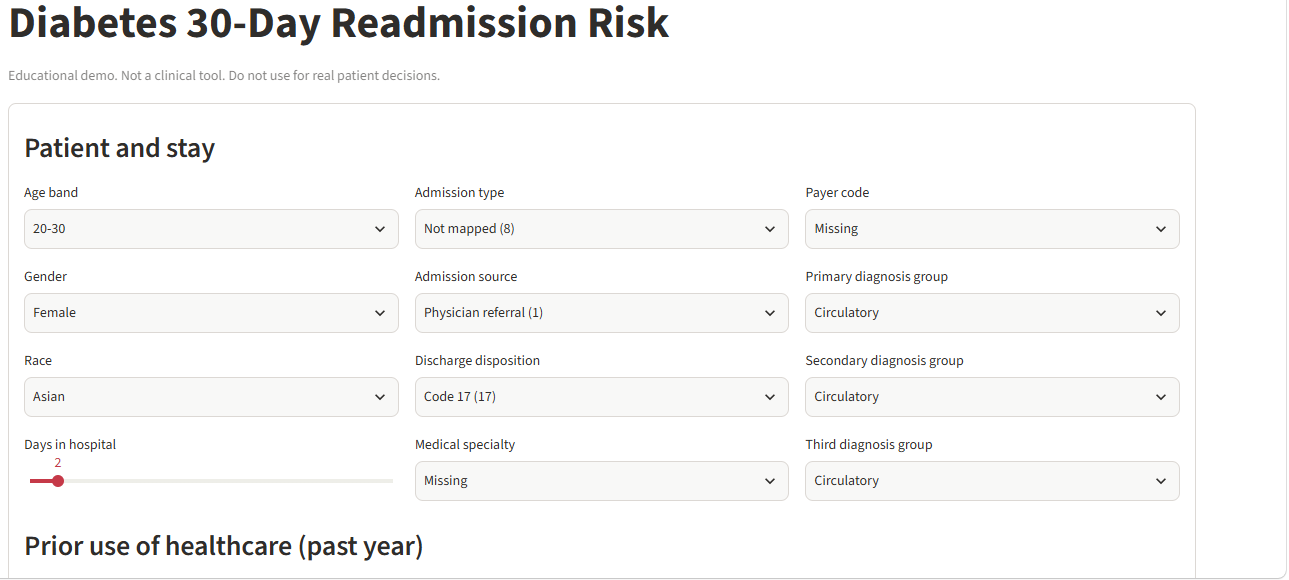 Diabetes 30-Day Readmission Risk
Educational demo. Not a clinical tool. Do not use for real patient decisions.
Patient and stay
Age band
20-30
Gender
Female
Race
Asian
Days in hospital
2
Admission type
Not mapped (8)
Admission source
Physician referral (1)
Discharge disposition
Code 17 (17)
Medical specialty
Missing
Payer code
Missing
Primary diagnosis group
Circulatory
Secondary diagnosis group
Circulatory
Third diagnosis group
Circulatory
Prior use of healthcare (past year)